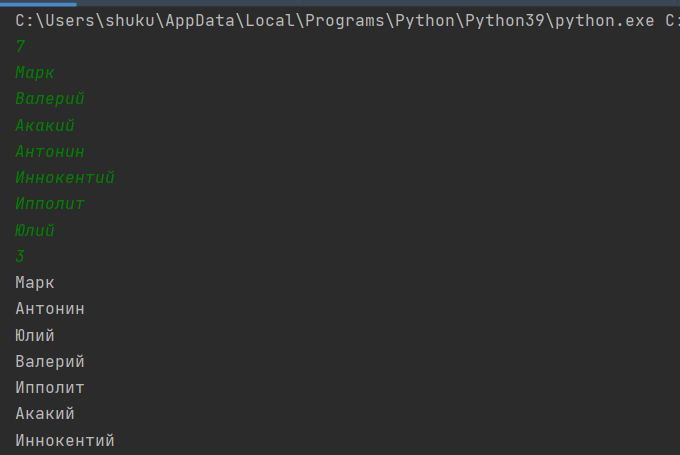 C:\Users\shuku\AppData\Local\Programs\Python\Python39\python.exe C:
7
Марк
Валерий
Акакий
Антонин
Иннокентий
Ипполит
Юлий
3
Марк
Антонин
Юлий
Валерий
Ипполит
Акакий
Иннокентий